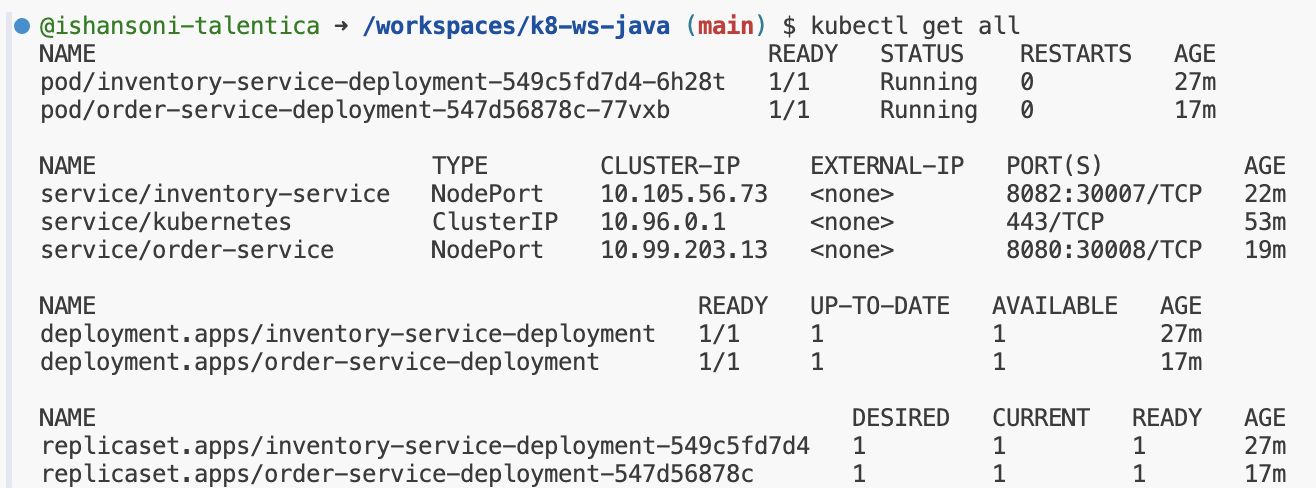 @ishansoni-talentica → /workspaces/k8-ws-java (main) $ kubectl get all
NAME READY STATUS RESTARTS AGE
pod/inventory-service-deployment-549c5fd7d4-6h28t 1/1 Running 0 27m
pod/order-service-deployment-547d56878c-77vxb 1/1 Running 0 17m
NAME TYPE CLUSTER-IP EXTERNAL-IP PORT(S) AGE
service/inventory-service NodePort 10.105.56.73 <none> 8082:30007/TCP 22m
service/kubernetes ClusterIP 10.96.0.1 <none> 443/TCP 53m
service/order-service NodePort 10.99.203.13 <none> 8080:30008/TCP 19m
NAME READY UP-TO-DATE AVAILABLE AGE
deployment.apps/inventory-service-deployment 1/1 1 1 27m
deployment.apps/order-service-deployment 1/1 1 1 17m
NAME DESIRED CURRENT READY AGE
replicaset.apps/inventory-service-deployment-549c5fd7d4 1 1 1 27m
replicaset.apps/order-service-deployment-547d56878c 1 1 1 17m